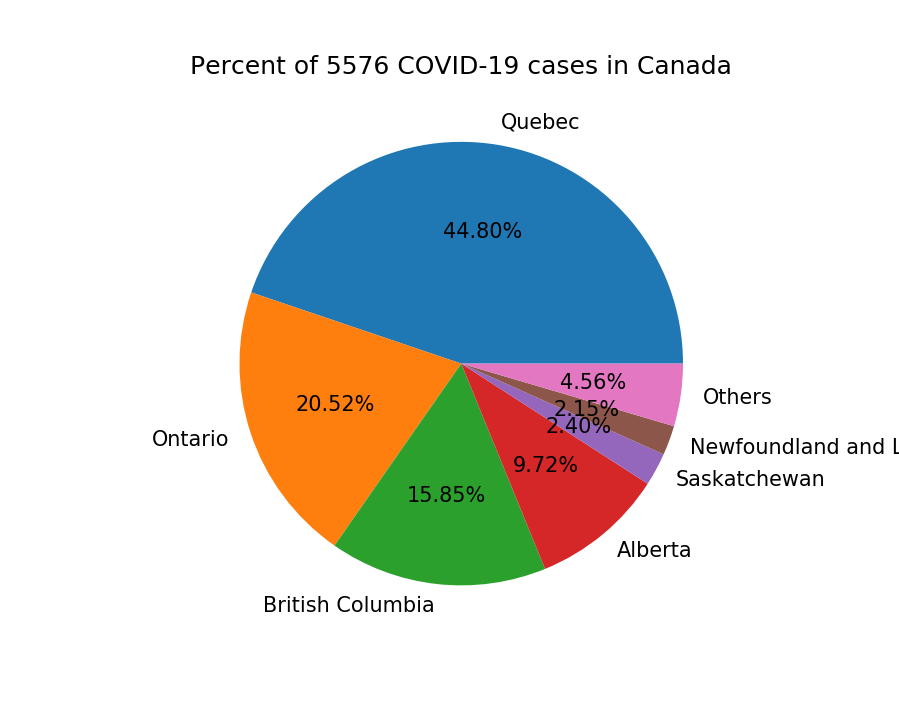 Percent of 5576 COVID-19 cases in Canada
Quebec
44.80%
4.56%
Others
2.15%
20.52%
2.40%
Ontario
Newfoundland and L
9.72%
Saskatchewan
15.85%
Alberta
British Columbia